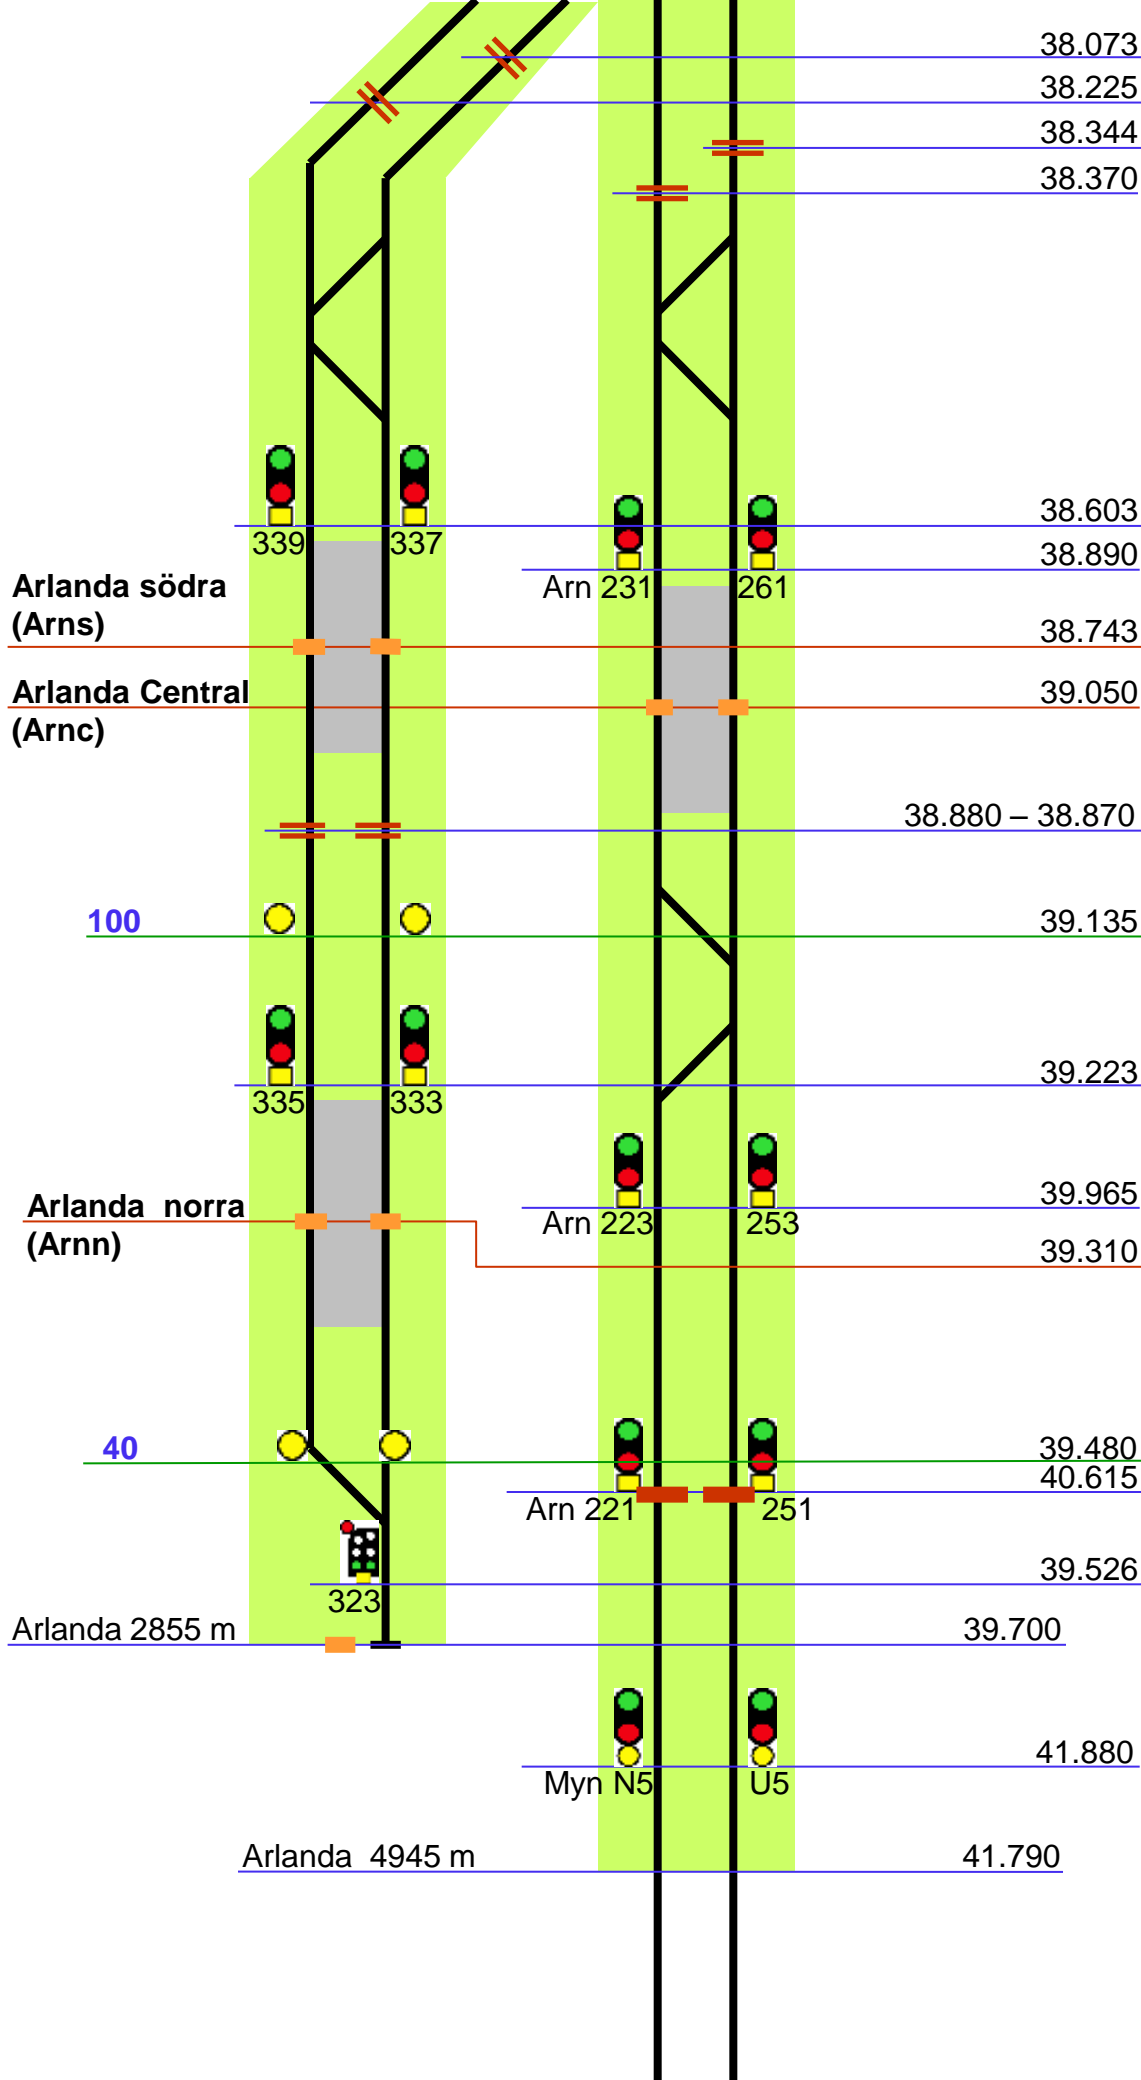 38.073
38.225
38.344
38.370
38.603
339 337
38.890
Arn 231 261
Arlanda södra
(Arns)
38.743
Arlanda Central
(Arnc)
39.050
38.880 – 38.870
100
39.135
39.223
335 333
39.965
Arn 223 253
Arlanda norra
(Arnn)
39.310
40
39.480
40.615
Arn 221 251
39.526
323
Arlanda 2855 m
39.700
41.880
Myn N5 U5
Arlanda 4945 m
41.790